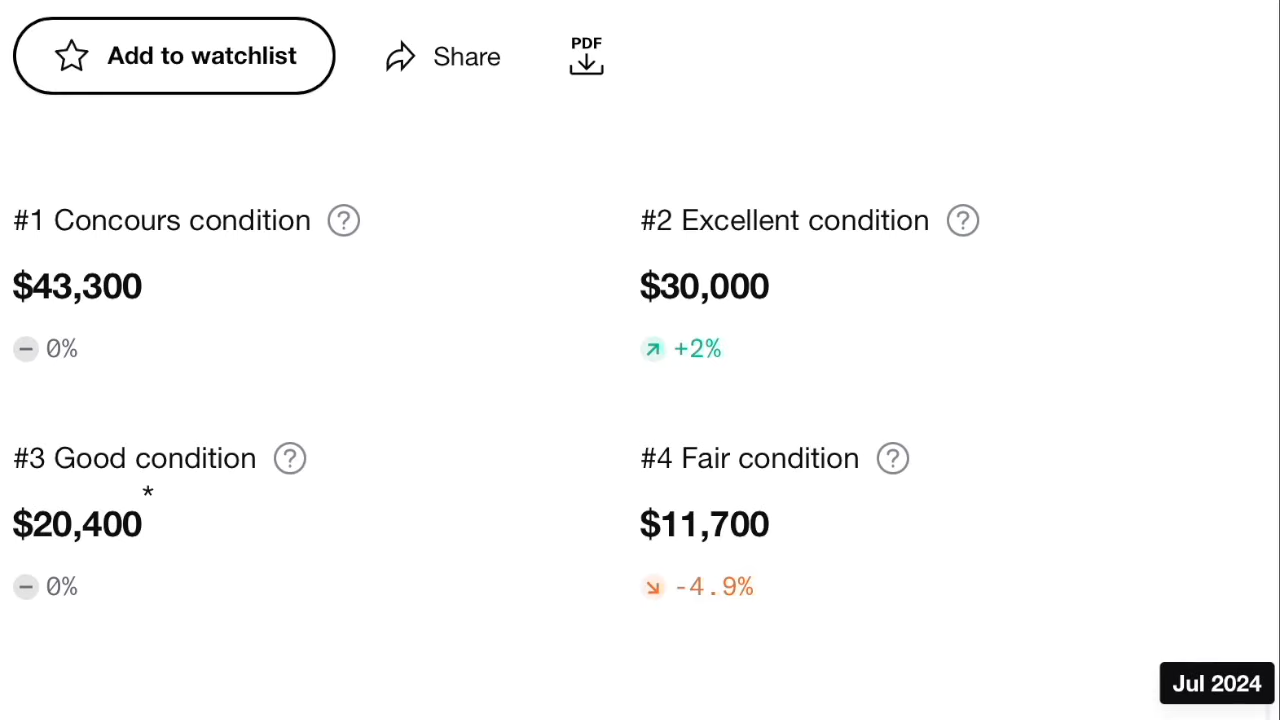 Add to watchlist Share PDF
#1 Concours condition ? #2 Excellent condition ?
$43,300 $30,000
0% +2%
#3 Good condition ? #4 Fair condition ?
$20,400* $11,700
0% -4.9%
Jul 2024